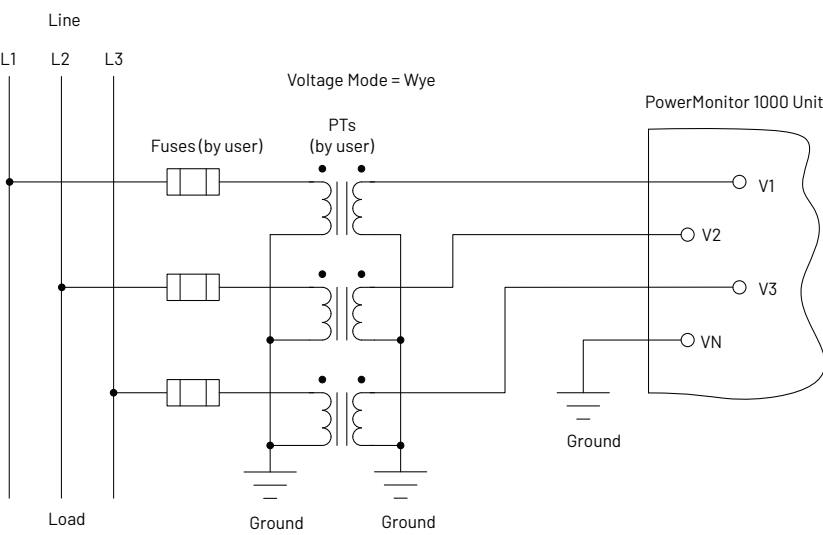 Line
L1 L2 L3
Voltage Mode = Wye
PowerMonitor 1000 Unit
PTs
(by user)
Fuses (by user)
V1
V2
V3
VN
Ground
Load
Ground
Ground